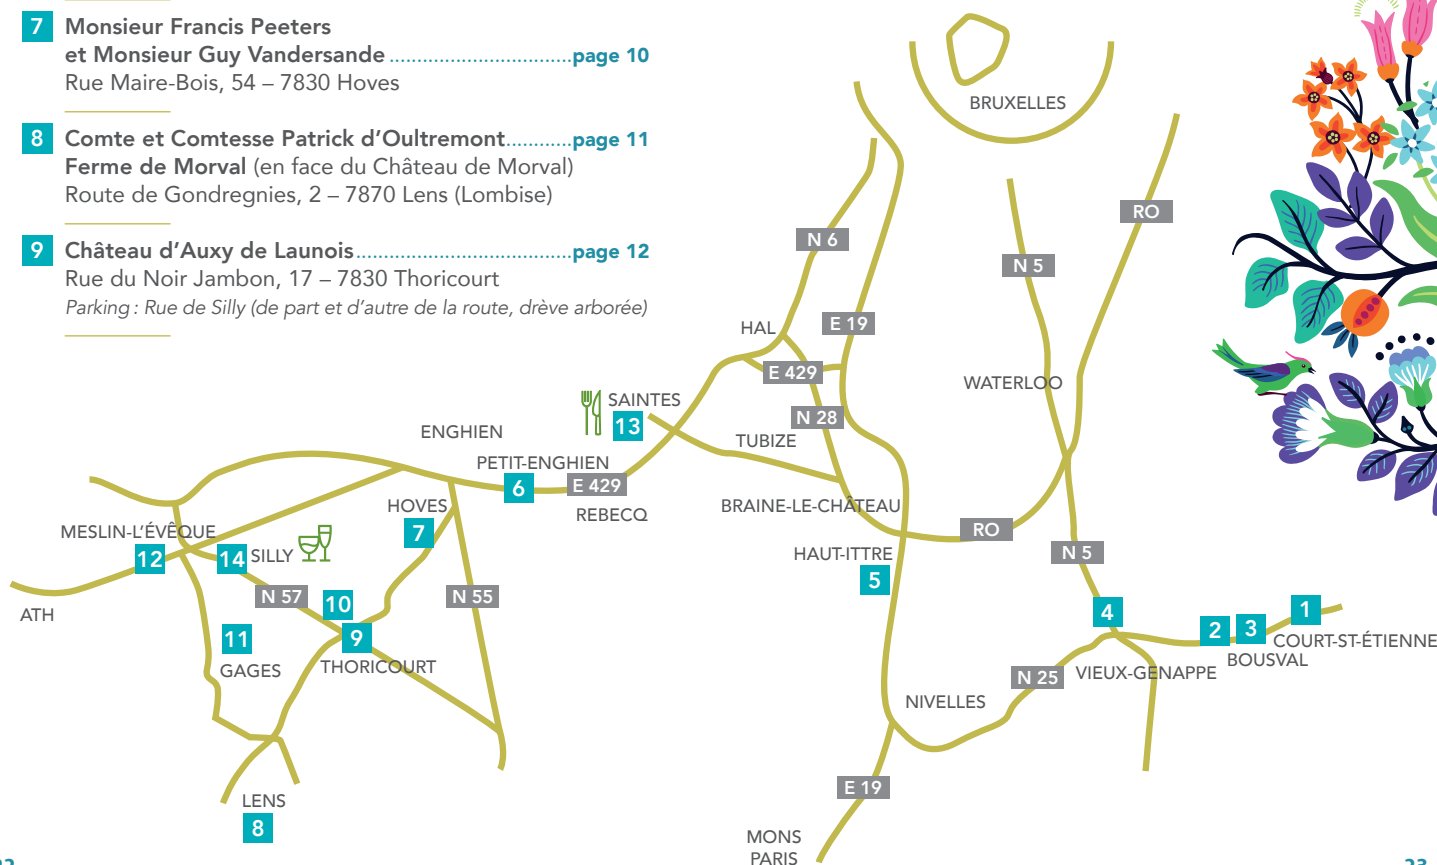 7 Monsieur Francis Peeters
et Monsieur Guy Vandersande ................................page 10
Rue Maire-Bois, 54 – 7830 Hoves
8 Comte et Comtesse Patrick d’Oultremont............page 11
Ferme de Morval (en face du Château de Morval)
Route de Gondregnies, 2 – 7870 Lens (Lombise)
9 Château d’Auxy de Launois......................................page 12
Rue du Noir Jambon, 17 – 7830 Thoricourt
Parking : Rue de Silly (de part et d’autre de la route, drève arborée)
BRUXELLES
RO
N 6
N 5
HAL
E 19
E 429
WATERLOO
SAINTES
13
N 28
TUBIZE
ENGHIEN
PETIT-ENGHIEN
6
E 429
REBECQ
HOVES
7
BRAINE-LE-CHÂTEAU
RO
MESLIN-L’ÉVÊQUE
12
14
SILLY
HAUT-ITTRE
5
N 5
N 57
10
N 55
ATH
11
GAGES
9
THORICOURT
4
2
3
1
COURT-ST-ÉTIENNE
BOUSVAL
VIEUX-GENAPPE
N 25
NIVELLES
E 19
LENS
8
MONS
PARIS